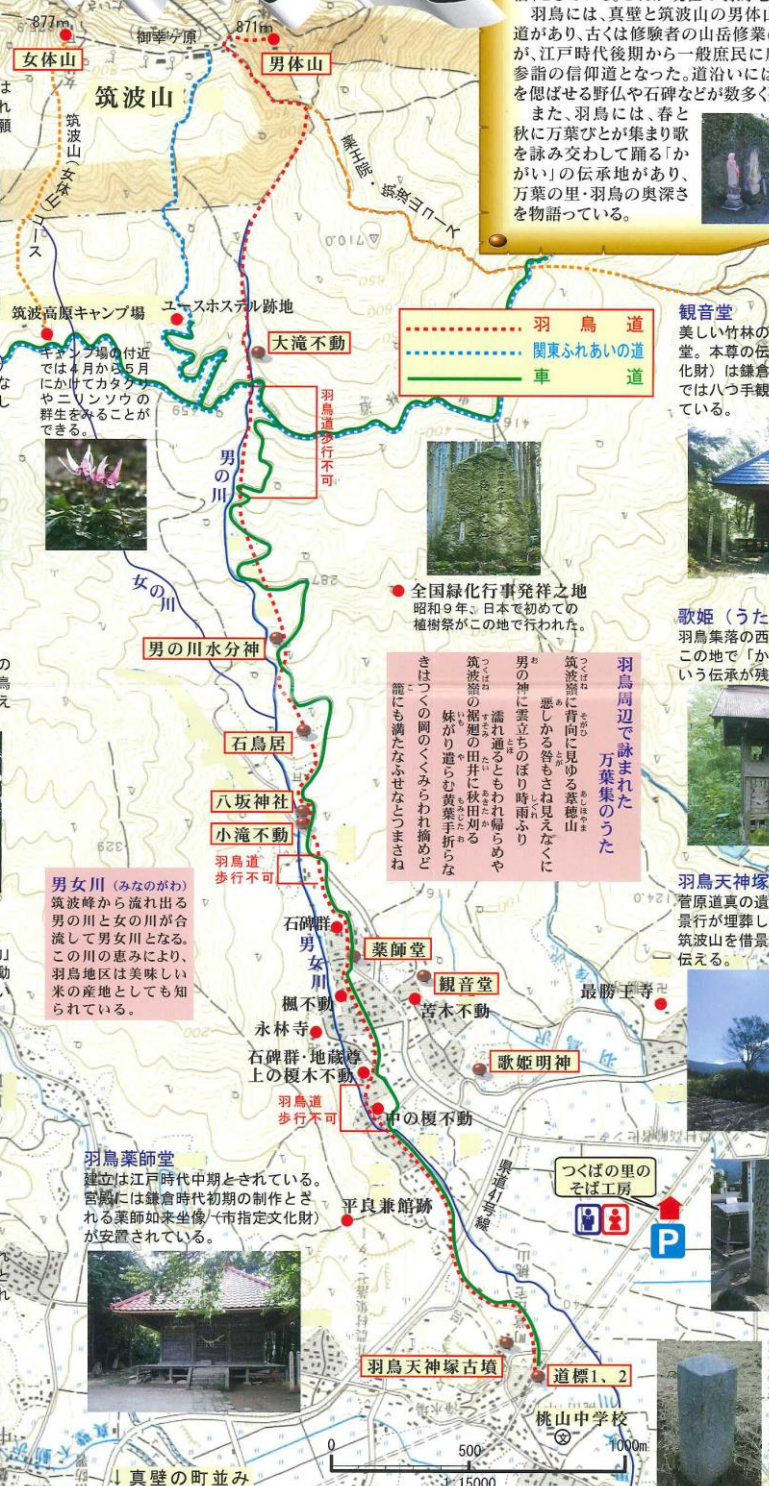 羽鳥には、真壁と筑波山の男体山
道があり、古くは修験者の山岳修業の
が、江戸時代後期から一般庶民に
参詣の信仰道となった。道沿いには
を偲ばせる野仏や石碑などが数多く
また、羽鳥には、春と
秋に万葉びとが集まり歌
を詠み交わして踊る「か
がい」の伝承地があり、
万葉の里・羽鳥の奥深さ
を物語っている。
877m
女体山
御幸ヶ原
871m
男体山
筑波山
筑波山(女体山)コース
薬王院・筑波山コース
710.0
筑波高原キャンプ場
ユースホステル跡地
キャンプ場の付近
では4月から5月
にかけてカタクリ
やニリンソウの
群生をみることが
できる。
大滝不動
羽鳥道
関東ふれあいの道
車道
459
羽鳥道歩行不可
男の川
女の川
287
観音堂
美しい竹林の
堂。本尊の伝
化財)は鎌倉
では八つ手観
ている。
全国緑化行事発祥之地
昭和9年、日本で初めての
植樹祭がこの地で行われた。
男の川水分神
石鳥居
八坂神社
小滝不動
羽鳥道
歩行不可
歌姫(うた
羽鳥集落の西
この地で「か
いう伝承が残
羽鳥周辺で詠まれた
万葉集のうた
筑波嶺に背向に見ゆる葦穂山
悪しかる咎もさね見えなくに
男の神に雲立ちのぼり時雨ふり
濡れ通るともわれ帰らめや
筑波嶺の裾廻の田井に秋田刈る
妹がり遣らむ黄葉手折らな
きはつくの岡のくくみらわれ摘めど
籠にも満たなふせなとつまさね
329
116
124.0
男女川(みなのがわ)
筑波峰から流れ出る
男の川と女の川が合
流して男女川となる。
この川の恵みにより、
羽鳥地区は美味しい
米の産地としても知
られている。
羽鳥天神塚
菅原道真の遺
景行が埋葬し
筑波山を借景
伝える。
石碑群
男女川
薬師堂
観音堂
楓不動
苦木不動
最勝王寺
永林寺
石碑群・地蔵尊
上の榎木不動
歌姫明神
羽鳥道
歩行不可
中の榎不動
羽鳥薬師堂
建立は江戸時代中期とされている。
宮殿には鎌倉時代初期の制作とさ
れる薬師如来坐像(市指定文化財)
が安置されている。
県道41号線
つくばの里の
そば工房
P
平良兼館跡
羽鳥天神塚古墳
道標1、2
桃山中学校
文
0 500 1000m
1:15000
↓真壁の町並み